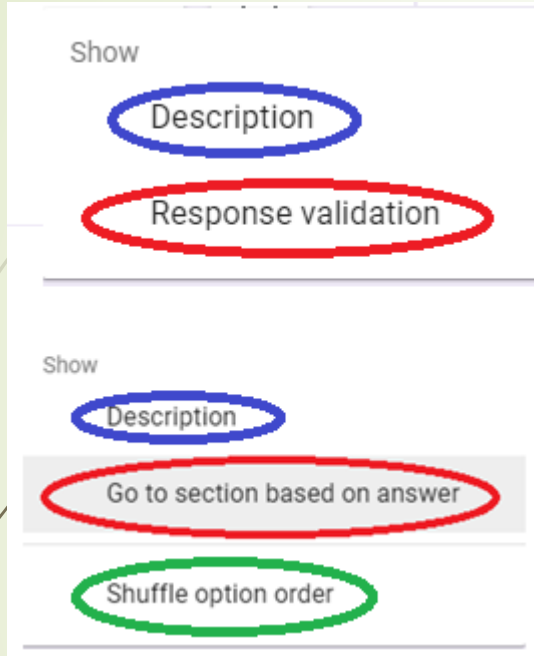 Show
Description
Response validation
Show
Description
Go to section based on answer
Shuffle option order